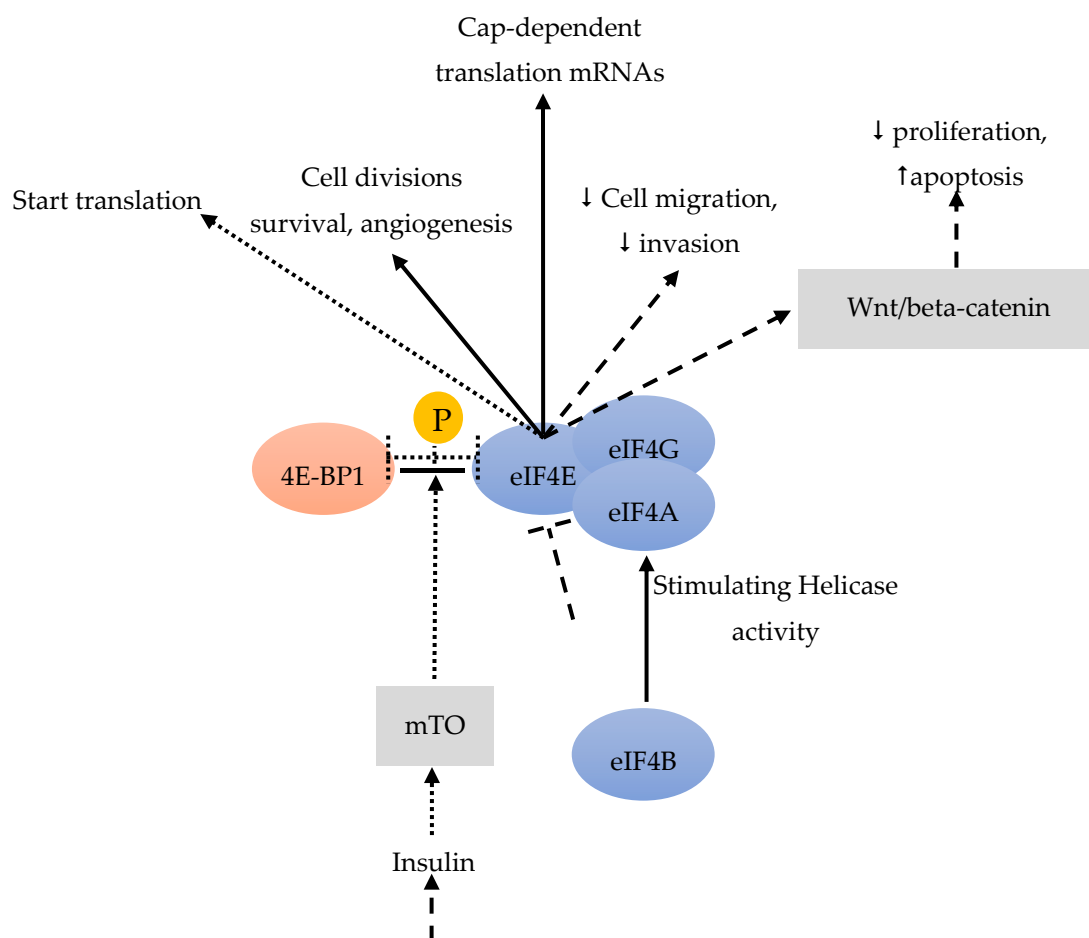 Cap-dependent
translation mRNAs
↓ proliferation,
↑apoptosis
Cell divisions
survival, angiogenesis
Start translation
↓ Cell migration,
↓ invasion
Wnt/beta-catenin
P
4E-BP1
eIF4E
eIF4G
eIF4A
Stimulating Helicase
activity
mTO
eIF4B
Insulin